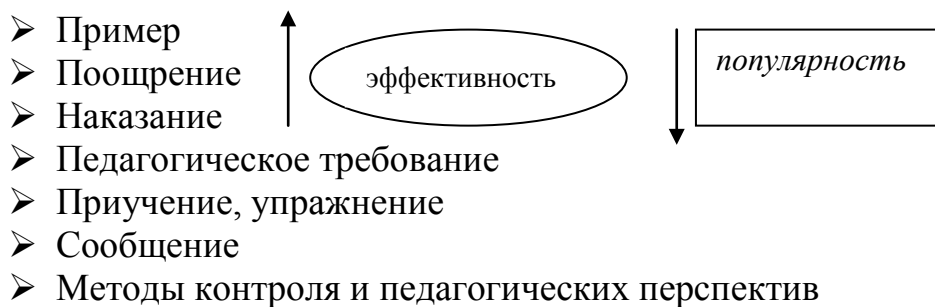 ➢ Пример
➢ Поощрение
эффективность
популярность
➢ Наказание
➢ Педагогическое требование
➢ Приучение, упражнение
➢ Сообщение
➢ Методы контроля и педагогических перспектив